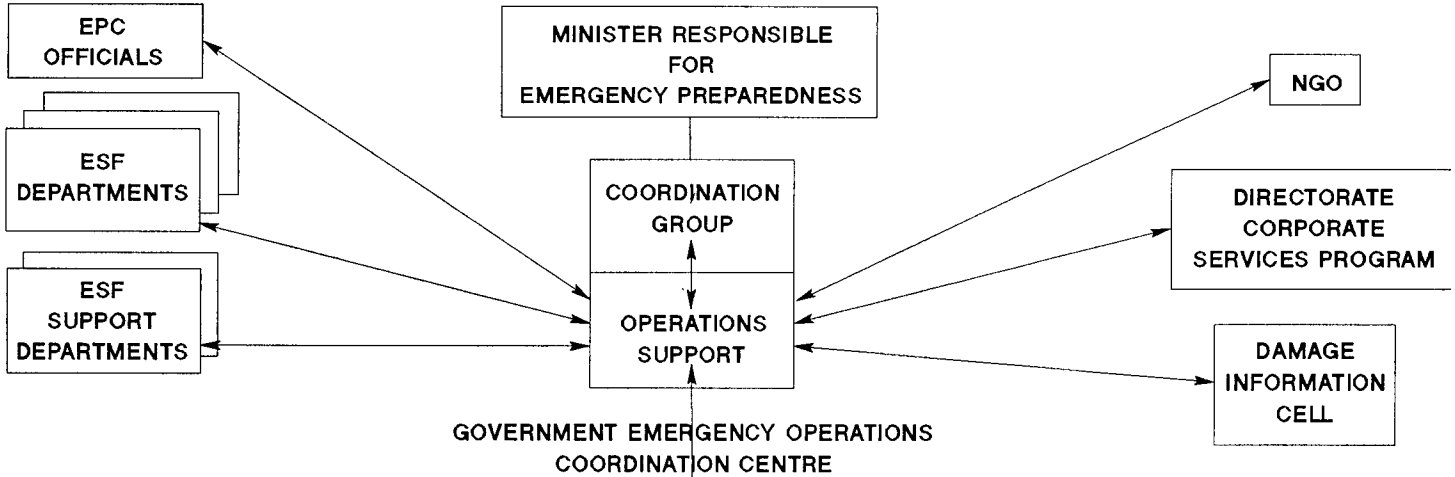 EPC
OFFICIALS
MINISTER RESPONSIBLE
FOR
EMERGENCY PREPAREDNESS
NGO
ESF
DEPARTMENTS
COORDINATION
GROUP
DIRECTORATE
CORPORATE
SERVICES PROGRAM
ESF
SUPPORT
DEPARTMENTS
OPERATIONS
SUPPORT
DAMAGE
INFORMATION
CELL
GOVERNMENT EMERGENCY OPERATIONS
COORDINATION CENTRE